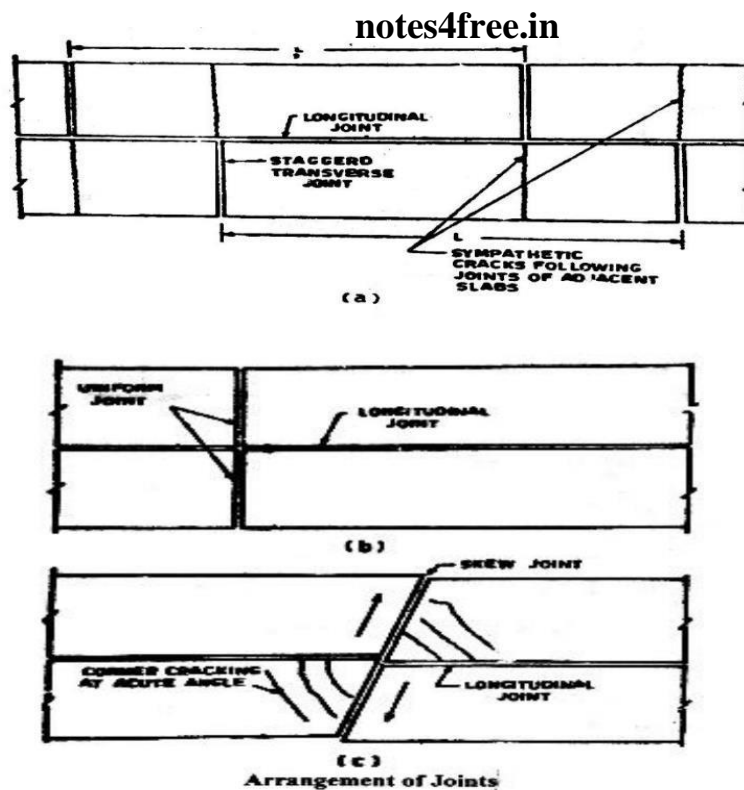 notes4free.in
L
LONGITUDINAL
JOINT
STAGGERD
TRANSVERSE
JOINT
L
SYMPATHETIC
CRACKS FOLLOWING
JOINTS OF ADJACENT
SLABS
(a)
UNIFORM
JOINT
LONGITUDINAL
JOINT
(b)
SKEW JOINT
CORNER CRACKING
AT ACUTE ANGLE
LONGITUDINAL
JOINT
(c)
Arrangement of Joints